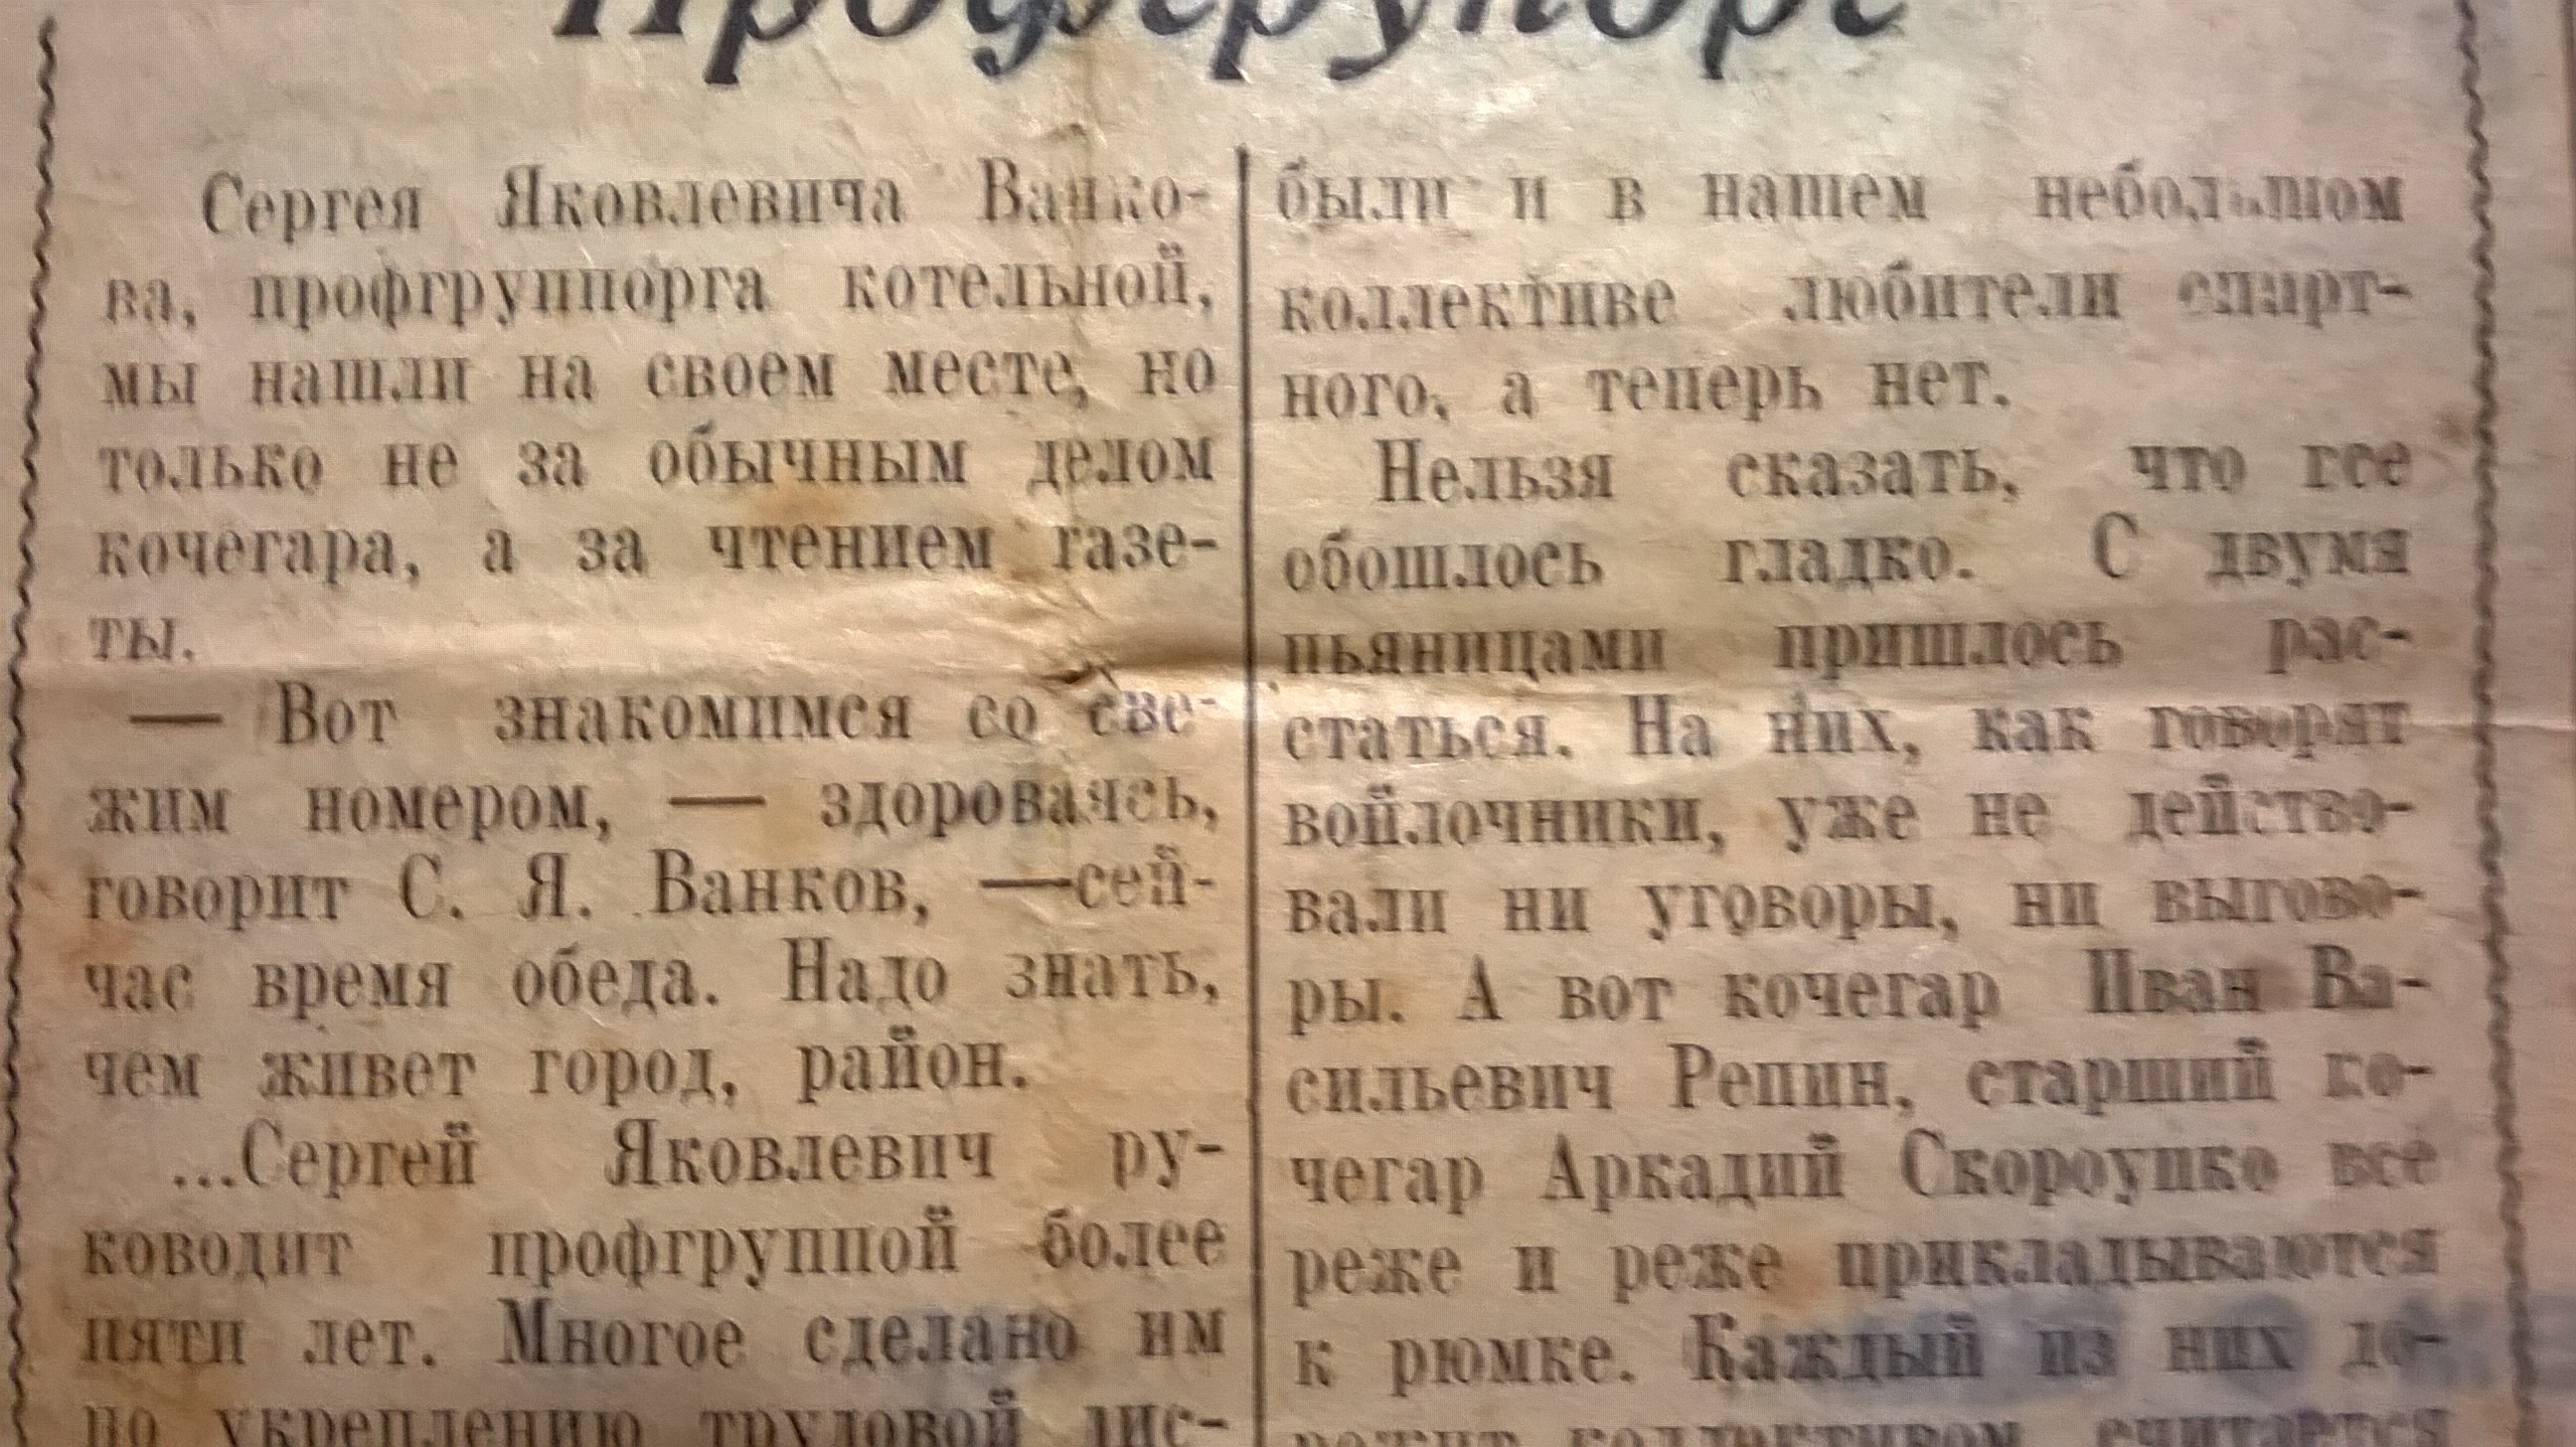 Профгрупорг
Сергея Яковлевича Ванко-
ва, профгруппорга котельной,
мы нашли на своем месте, но
только не за обычным делом
кочегара, а за чтением газе-
ты.
— Вот знакомимся со све-
жим номером, — здороваясь,
говорит С. Я. Ванков, —сей-
час время обеда. Надо знать,
чем живет город, район.
...Сергей Яковлевич ру-
ководит профгруппой более
пяти лет. Многое сделано им
по укреплению трудовой дис-
были и в нашем небольшом
коллективе любители спирт-
ного, а теперь нет.
Нельзя сказать, что все
обошлось гладко. С двумя
пьяницами пришлось рас-
статься. На них, как говорят
войлочники, уже не действо-
вали ни уговоры, ни выгово-
ры. А вот кочегар Иван Ва-
сильевич Репин, старший ко-
чегар Аркадий Скороупко все
реже и реже прикладываются
к рюмке. Каждый из них до-
рожит коллективом, считается